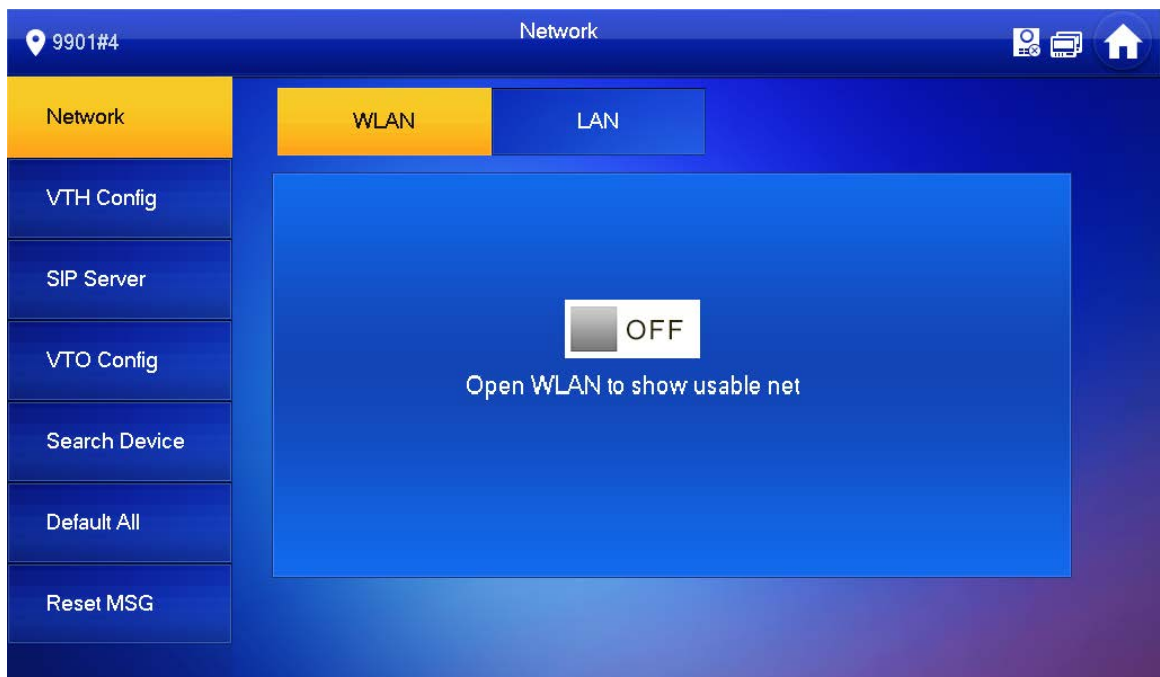 9901#4
Network
Network
WLAN
LAN
VTH Config
SIP Server
VTO Config
Search Device
Default All
Reset MSG
OFF
Open WLAN to show usable net